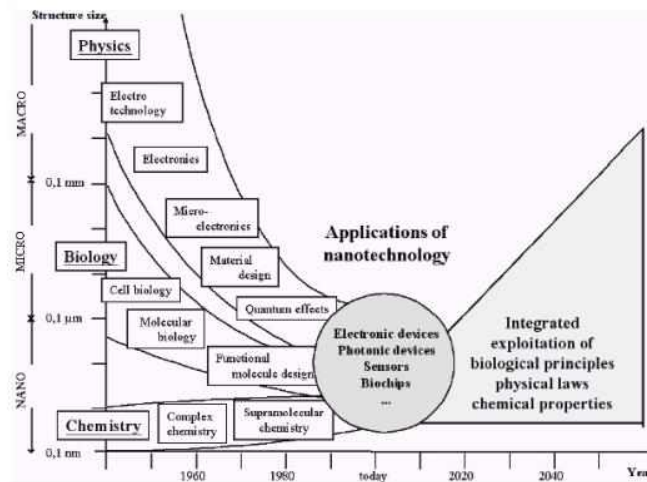 Structure size
Physics
MACRO
Electro
technology
Electronics
0,1 mm
Micro-
electronics
Applications of
nanotechnology
MICRO
Biology
Material
design
Cell biology
Quantum effects
0,1 µm
Molecular
biology
Electronic devices
Photonic devices
Sensors
Biochips
...
Integrated
exploitation of
biological principles
physical laws
chemical properties
Functional
molecule design
NANO
Chemistry
Complex
chemistry
Supramolecular
chemistry
0,1 nm
1960
1980
today
2020
2040
Yea